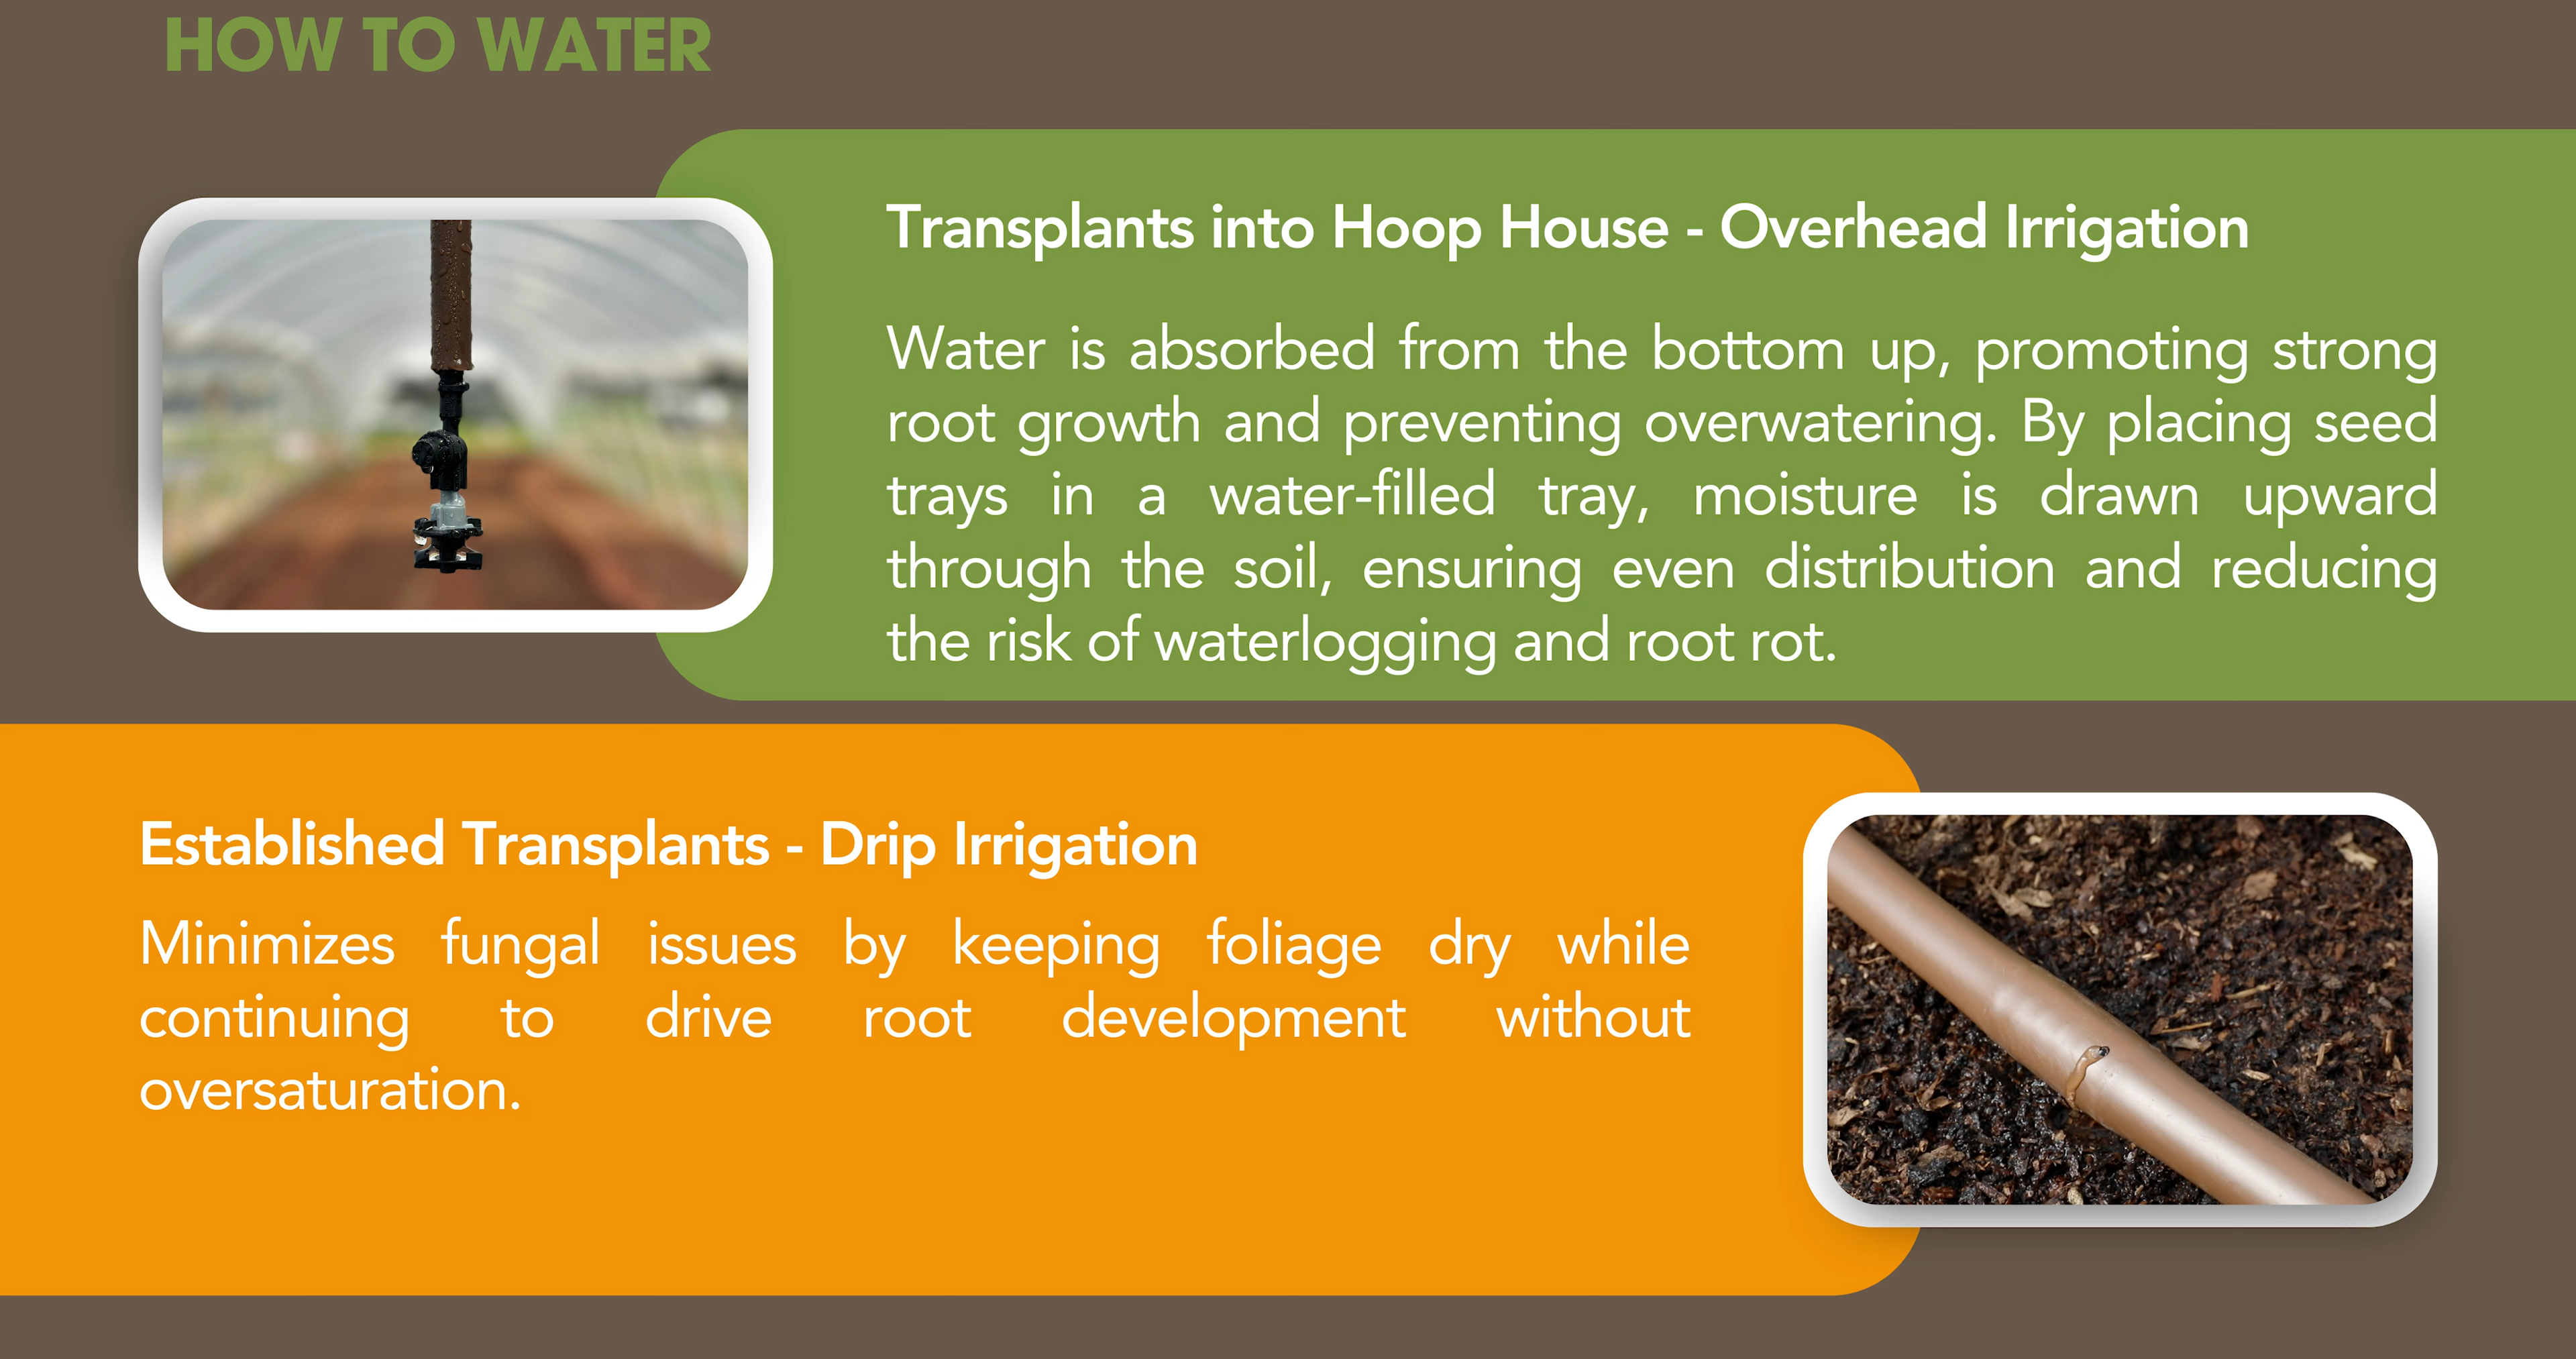 HOW TO WATER
Transplants into Hoop House - Overhead Irrigation
Water is absorbed from the bottom up, promoting strong
root growth and preventing overwatering. By placing seed
trays in a water-filled tray, moisture is drawn upward
through the soil, ensuring even distribution and reducing
the risk of waterlogging and root rot.
Established Transplants - Drip Irrigation
Minimizes fungal issues by keeping foliage dry while
continuing to drive root development without
oversaturation.